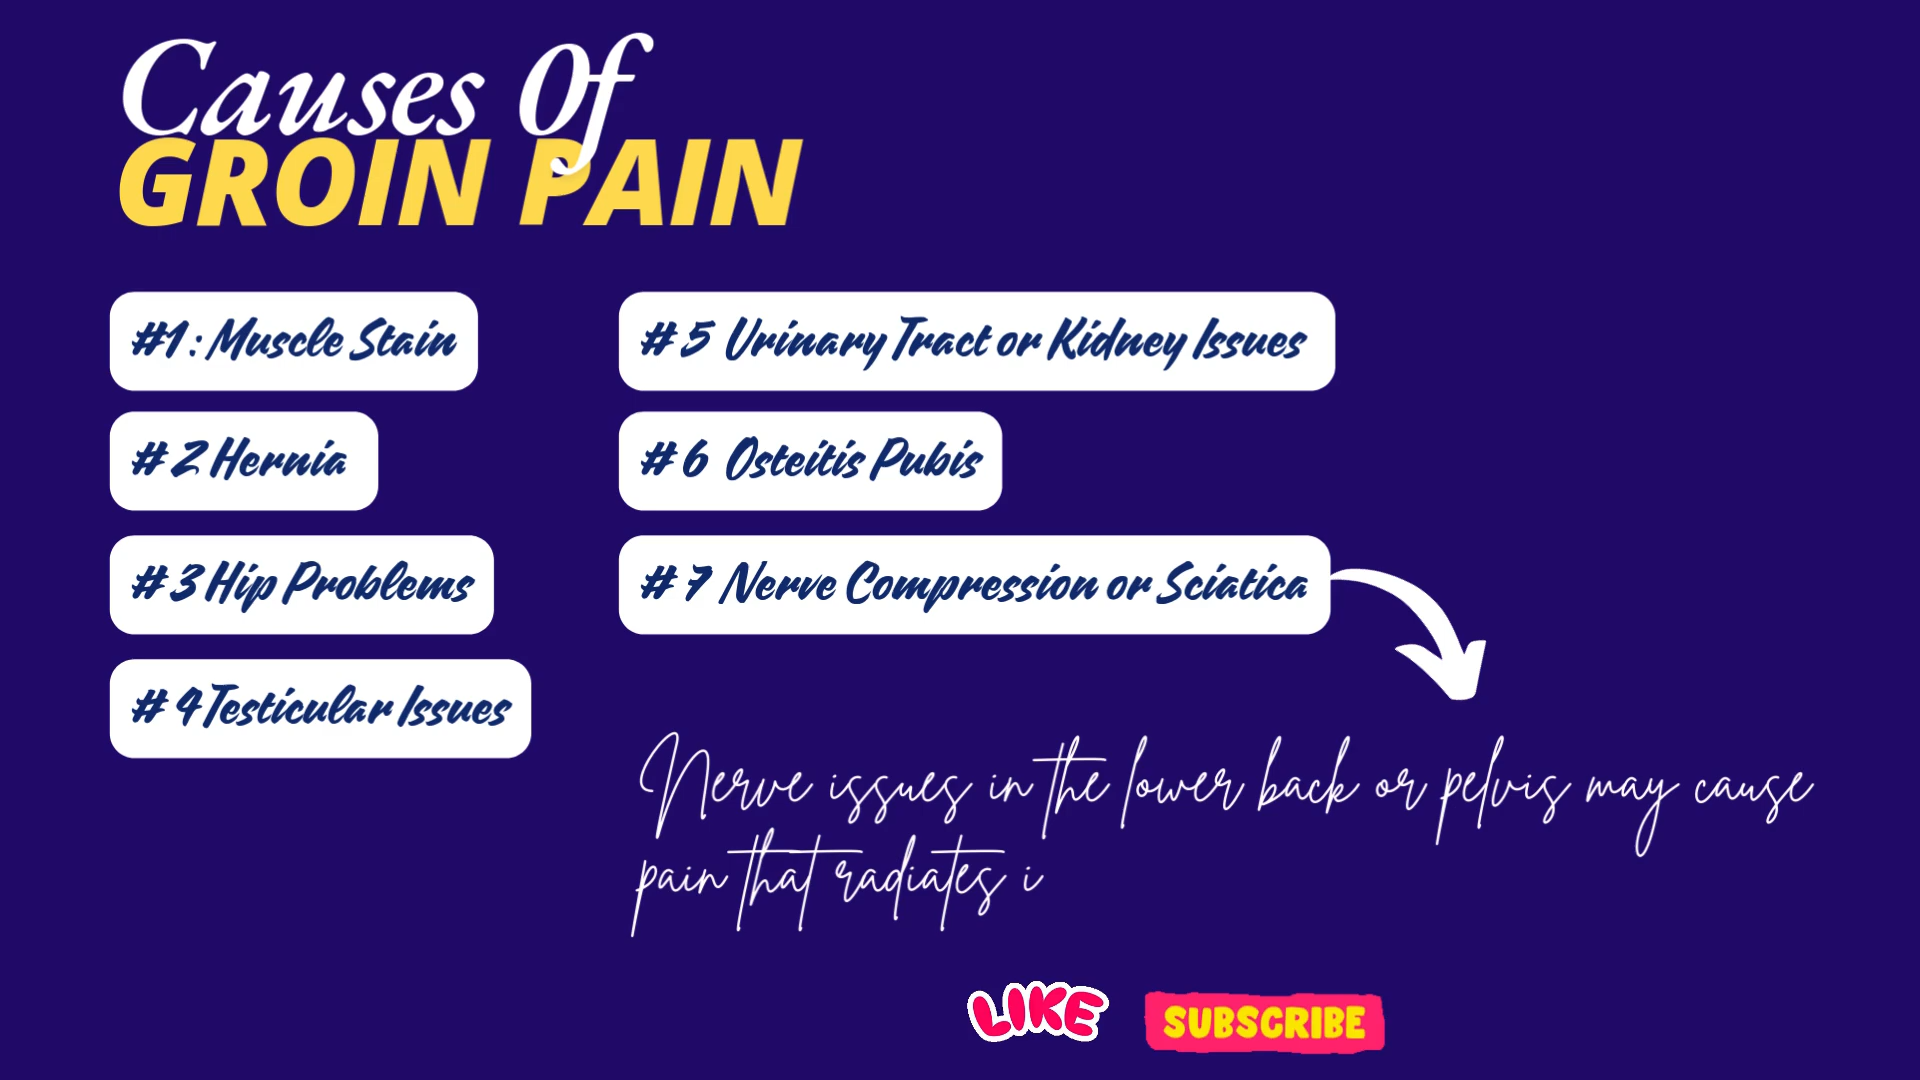 Causes Of
GROIN PAIN
#1 : Muscle Stain
# 2 Hernia
# 3 Hip Problems
# 4 Testicular Issues
# 5 Urinary Tract or Kidney Issues
# 6 Osteitis Pubis
# 7 Nerve Compression or Sciatica
Nerve issues in the lower back or pelvis may cause
pain that radiates i
LIKE
SUBSCRIBE